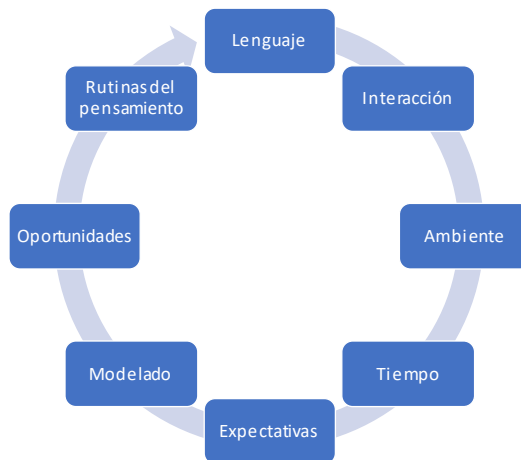 Lenguaje
Interacción
Ambiente
Tiempo
Expectativas
Modelado
Oportunidades
Rutinas del
pensamiento